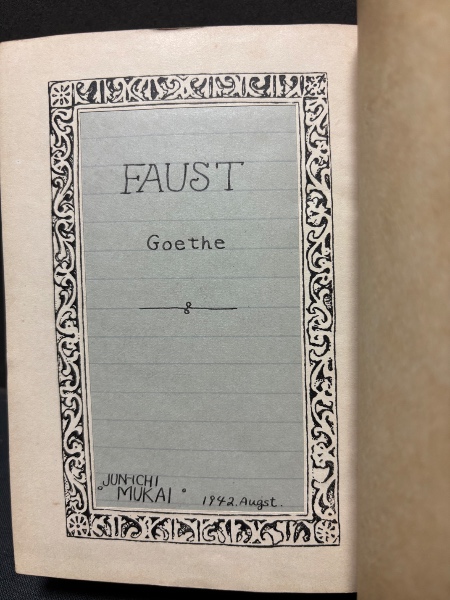 FAUST
Goethe
JUN-ICHI
MUKAI 1942. Augst.